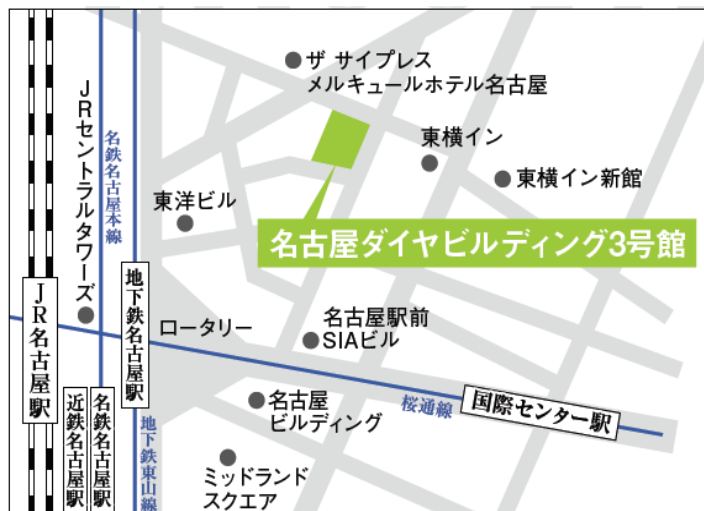 ザ サイプレス
メルキュールホテル名古屋
JRセントラルタワーズ
名鉄名古屋本線
東横イン
東横イン新館
東洋ビル
名古屋ダイヤビルディング3号館
JR名古屋駅
地下鉄名古屋駅
ロータリー
名古屋駅前
SIAビル
近鉄名古屋駅
名鉄名古屋駅
地下鉄東山線
名古屋
ビルディング
桜通線
国際センター駅
ミッドランド
スクエア